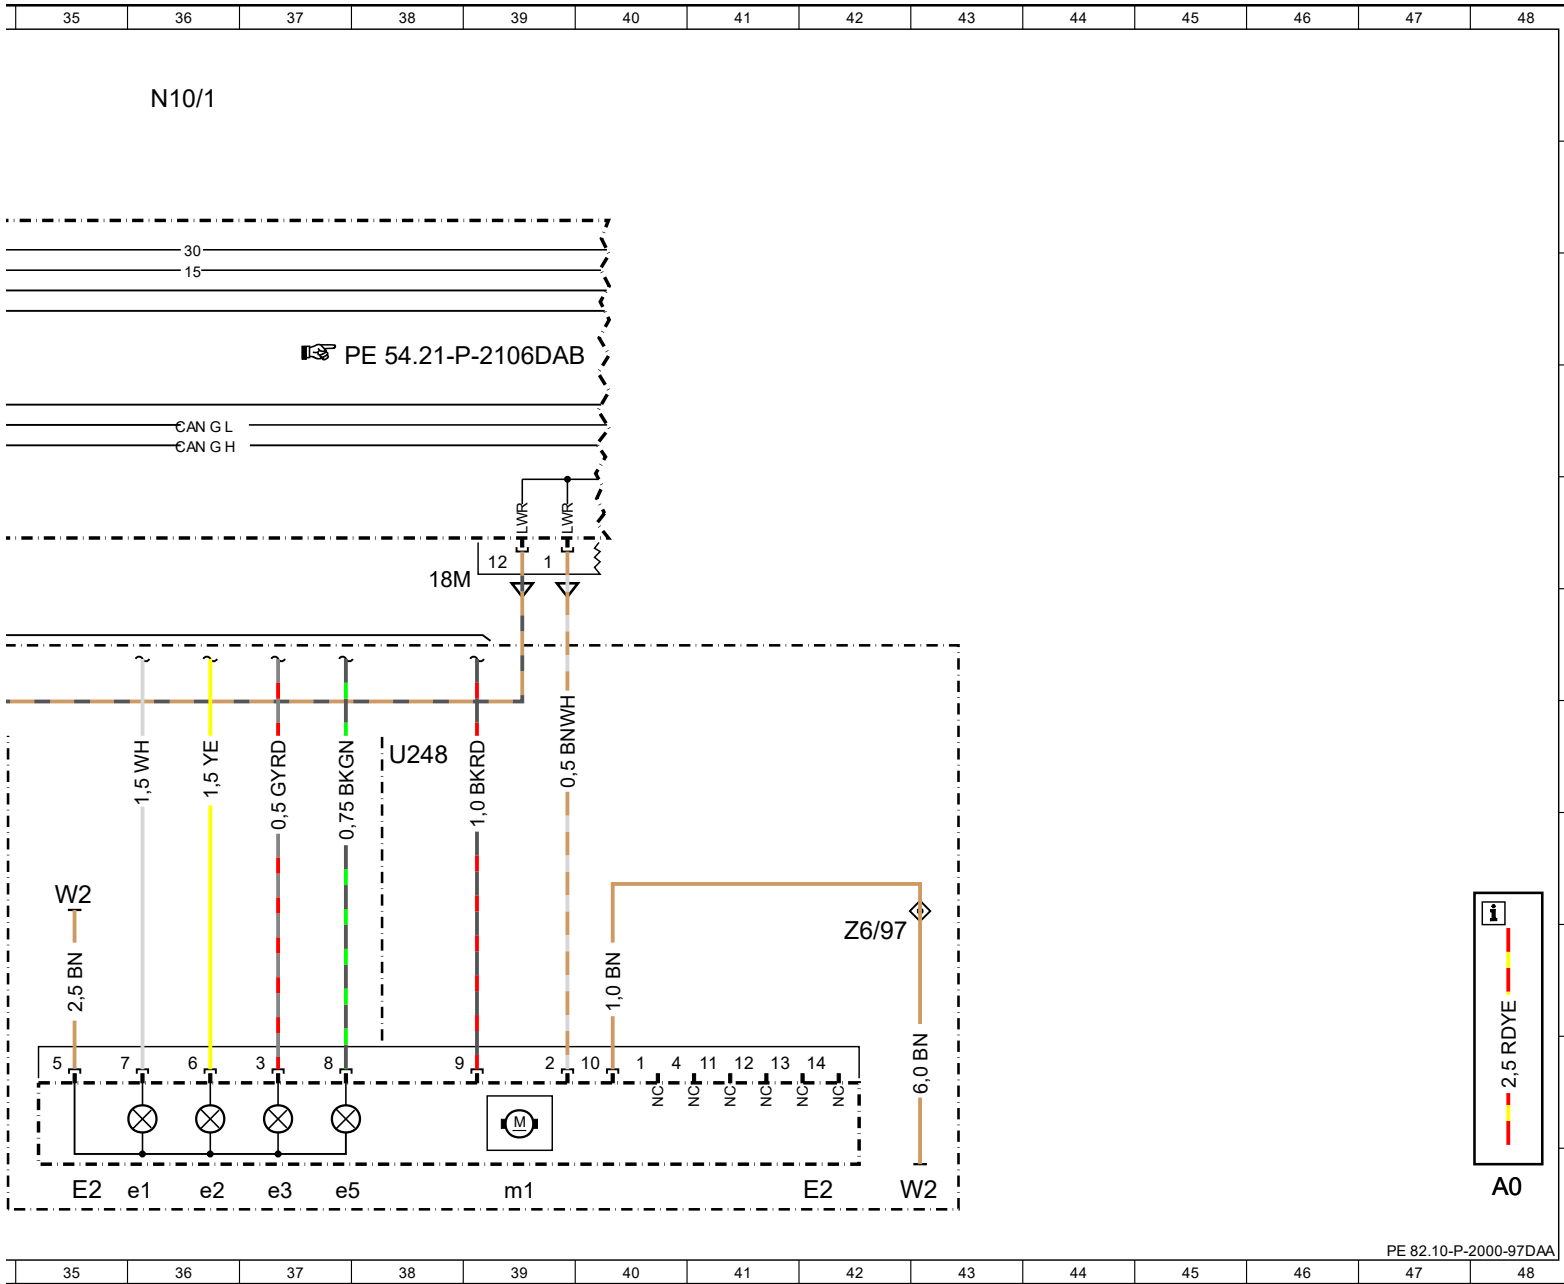 35 36 37 38 39 40 41 42 43 44 45 46 47 48
N10/1
30
15
☞ PE 54.21-P-2106DAB
CAN G L
CAN G H
LWR LWR
12 1
18M
1,5 WH
1,5 YE
0,5 GYRD
0,75 BKGN
U248
1,0 BKRD
0,5 BNWH
W2
2,5 BN
1,0 BN
Z6/97
6,0 BN
i
2,5 RDYE
5 7 6 3 8 9 2 10 1 4 11 12 13 14
NC NC NC NC NC NC
M
E2 e1 e2 e3 e5 m1 E2 W2
A0
PE 82.10-P-2000-97DAA
35 36 37 38 39 40 41 42 43 44 45 46 47 48